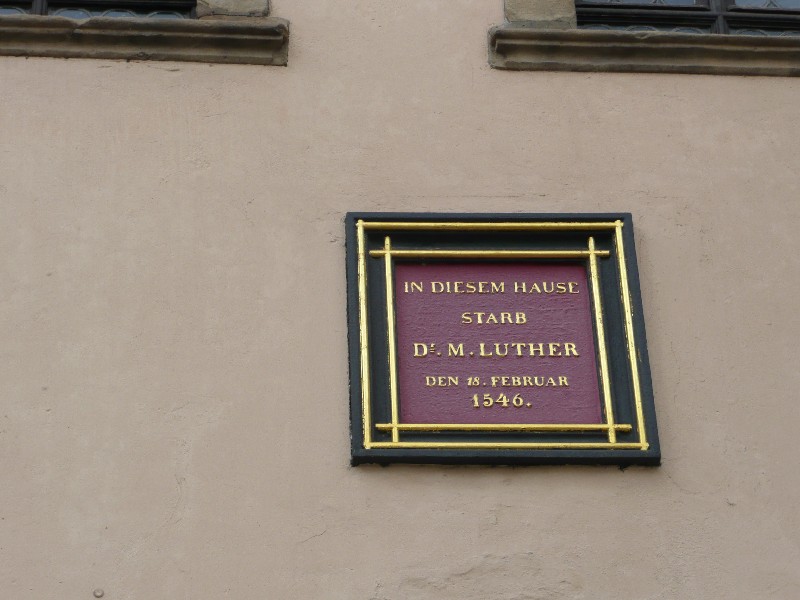 IN DIESEM HAUSE
STARB
Dr. M. LUTHER
DEN 18. FEBRUAR
1546.